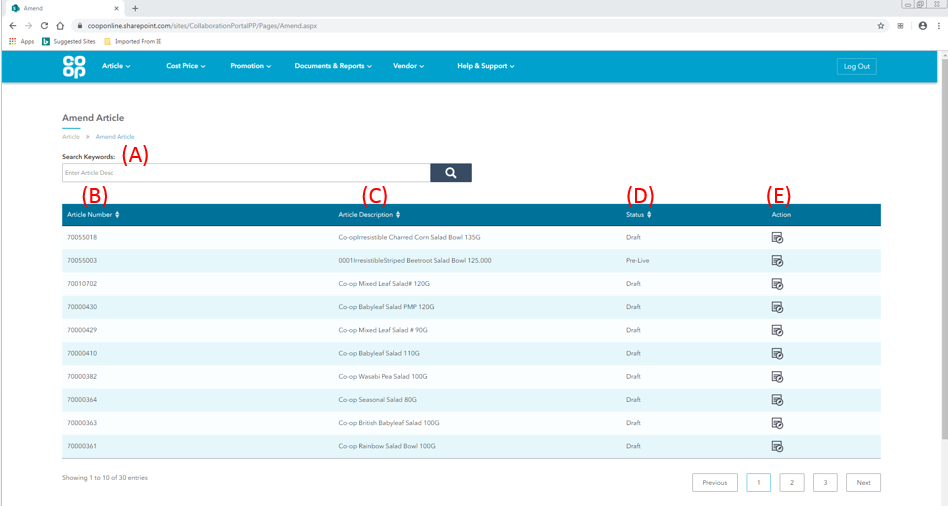 Amend
cooponline.sharepoint.com/sites/CollaborationPortalPP/Pages/Amend.aspx
Apps Suggested Sites Imported From IE
co
op
Article Cost Price Promotion Documents & Reports Vendor Help & Support Log Out
Amend Article
Article » Amend Article
Search Keywords: (A)
Enter Article Desc
(B) (C) (D) (E)
Article Number Article Description Status Action
70055018 Co-opIrresistible Charred Corn Salad Bowl 135G Draft
70055003 0001IrresistibleStriped Beetroot Salad Bowl 125.000 Pre-Live
70010702 Co-op Mixed Leaf Salad# 120G Draft
70000430 Co-op Babyleaf Salad PMP 120G Draft
70000429 Co-op Mixed Leaf Salad # 90G Draft
70000410 Co-op Babyleaf Salad 110G Draft
70000382 Co-op Wasabi Pea Salad 100G Draft
70000364 Co-op Seasonal Salad 80G Draft
70000363 Co-op British Babyleaf Salad 100G Draft
70000361 Co-op Rainbow Salad Bowl 100G Draft
Showing 1 to 10 of 30 entries
Previous 1 2 3 Next